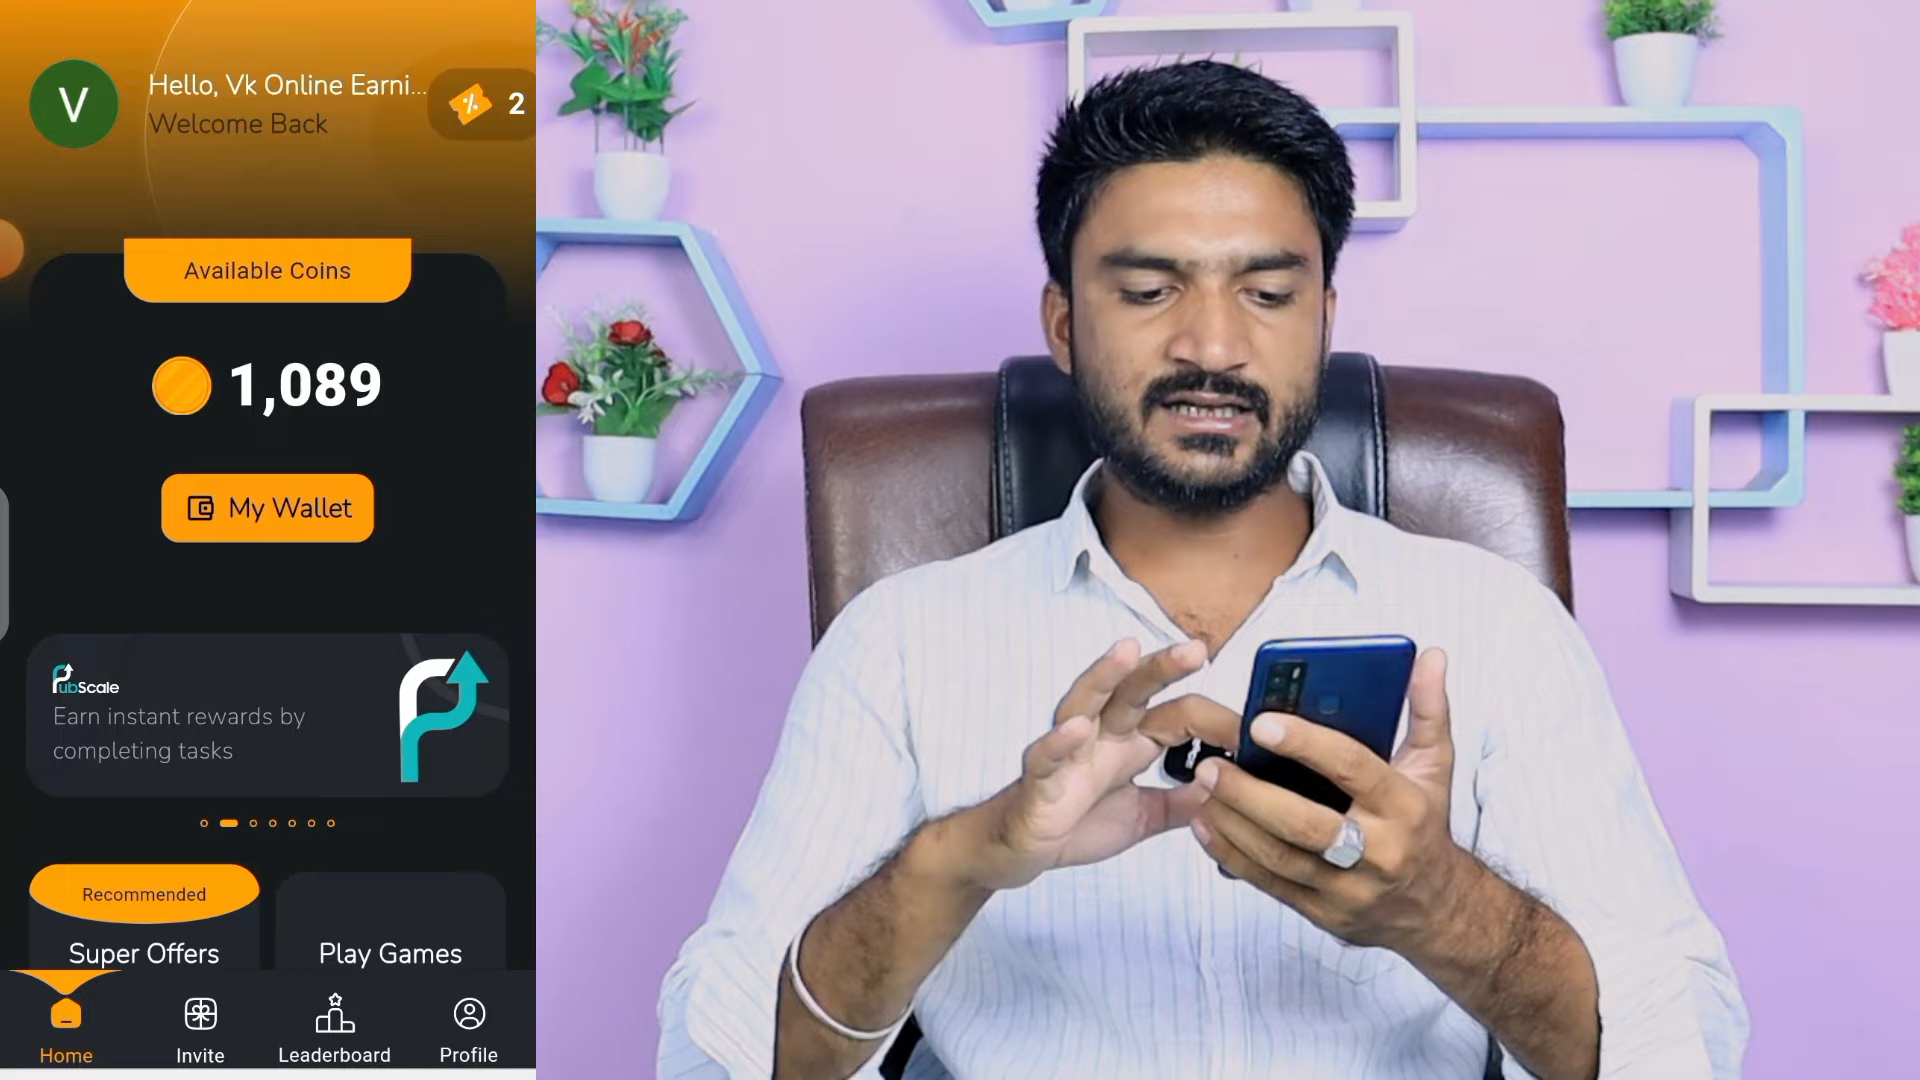 V
Hello, Vk Online Earni...
Welcome Back
2
Available Coins
1,089
My Wallet
PubScale
Earn instant rewards by
completing tasks
Recommended
Super Offers
Play Games
Home
Invite
Leaderboard
Profile